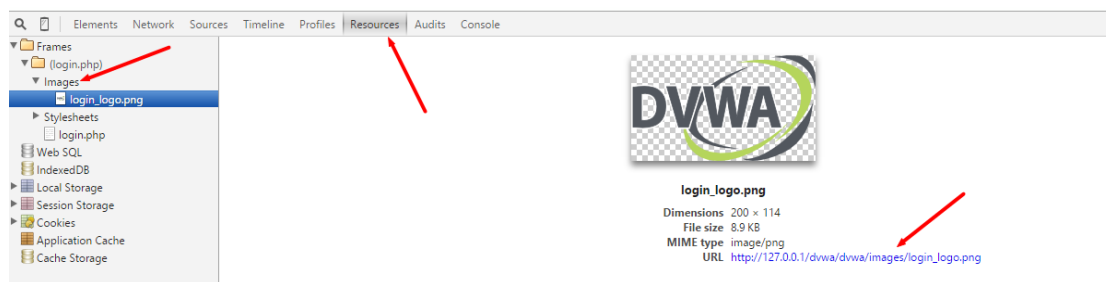 Elements Network Sources Timeline Profiles Resources Audits Console
Frames
(login.php)
Images
login_logo.png
Stylesheets
login.php
Web SQL
IndexedDB
Local Storage
Session Storage
Cookies
Application Cache
Cache Storage
DVWA
login_logo.png
Dimensions 200 × 114
File size 8.9 KB
MIME type image/png
URL http://127.0.0.1/dvwa/dvwa/images/login_logo.png